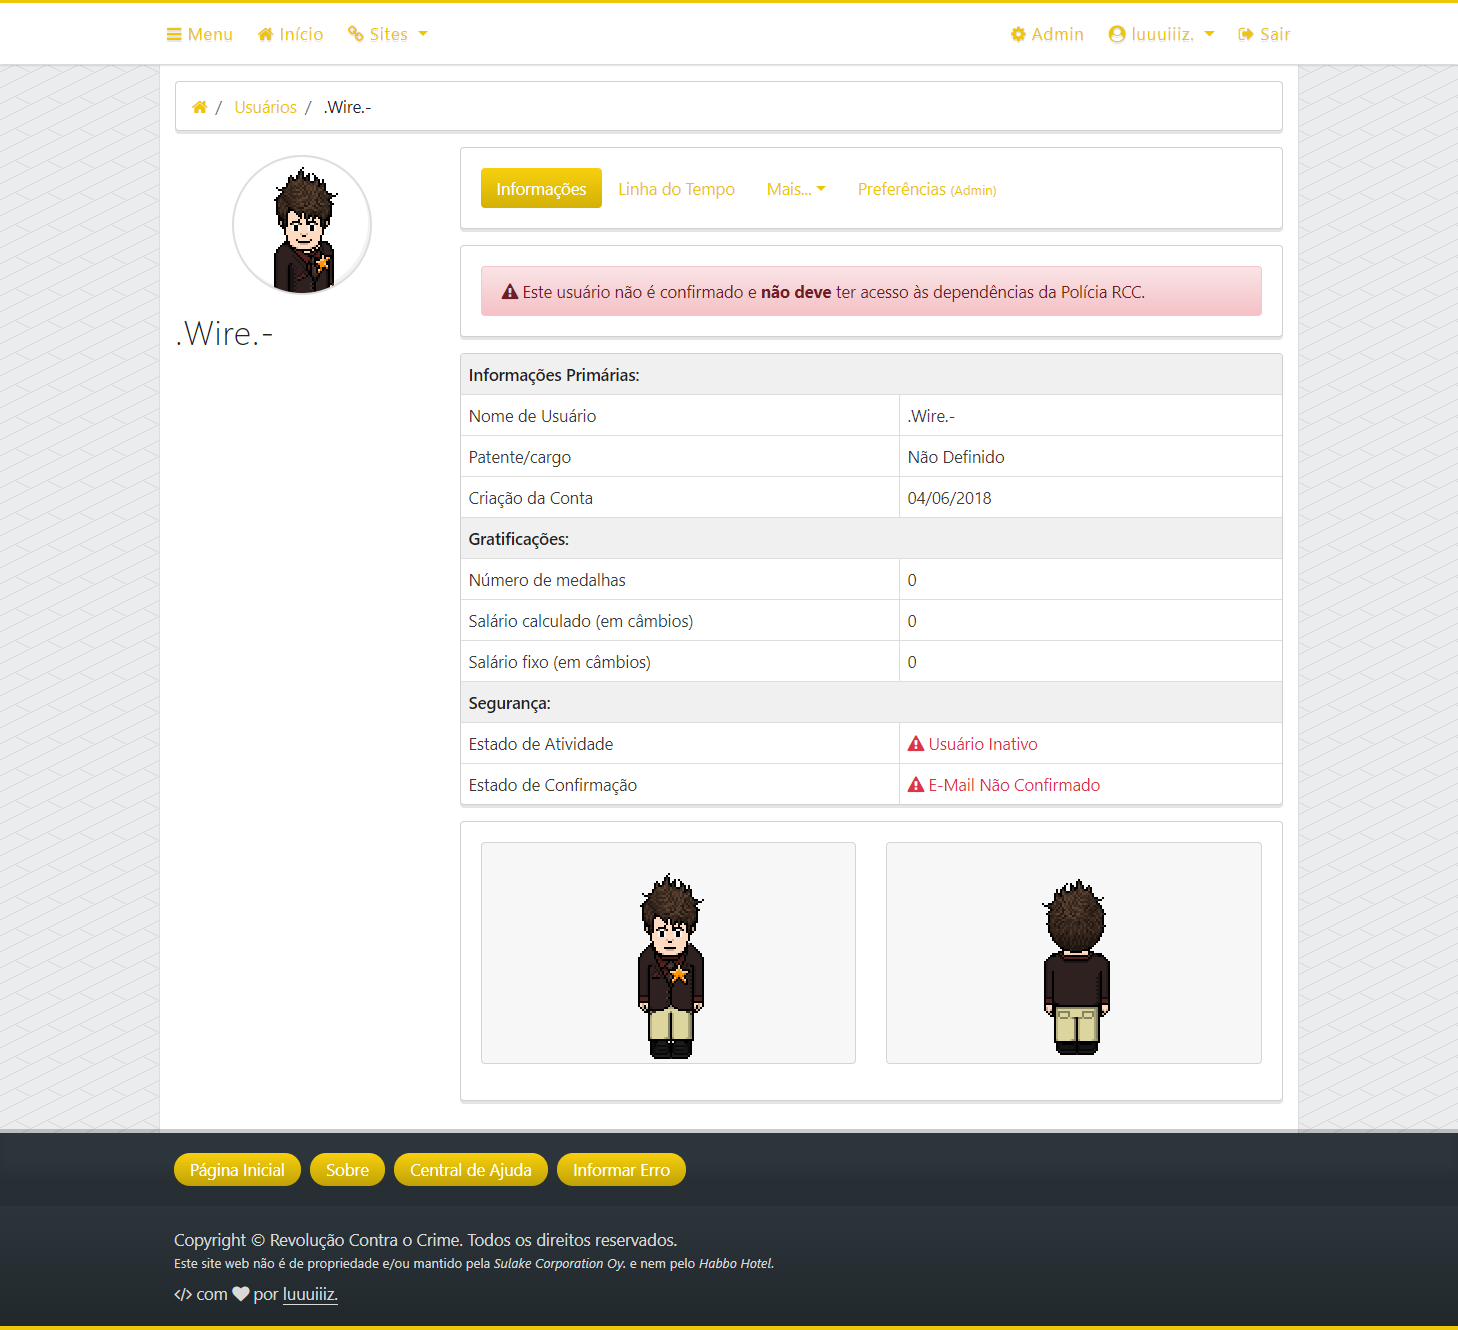 Menu Início Sites Admin luuuiiiz. Sair
/ Usuários / .Wire.-
.Wire.-
Informações Linha do Tempo Mais... Preferências (Admin)
Este usuário não é confirmado e não deve ter acesso às dependências da Polícia RCC.
Informações Primárias:
Nome de Usuário .Wire.-
Patente/cargo Não Definido
Criação da Conta 04/06/2018
Gratificações:
Número de medalhas 0
Salário calculado (em câmbios) 0
Salário fixo (em câmbios) 0
Segurança:
Estado de Atividade Usuário Inativo
Estado de Confirmação E-Mail Não Confirmado
Página Inicial Sobre Central de Ajuda Informar Erro
Copyright © Revolução Contra o Crime. Todos os direitos reservados.
Este site web não é de propriedade e/ou mantido pela Sulake Corporation Oy. e nem pelo Habbo Hotel.
</> com ♥ por luuuiiiz.